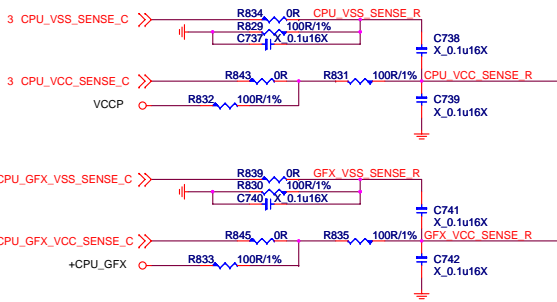 R834 0R CPU_VSS_SENSE_R
3 CPU_VSS_SENSE_C
R829 100R/1%
C737 X_0.1u16X
C738
X_0.1u16X
3 CPU_VCC_SENSE_C R843 0R R831 100R/1% CPU_VCC_SENSE_R
VCCP R832 100R/1%
C739
X_0.1u16X
R839 0R GFX_VSS_SENSE_R
CPU_GFX_VSS_SENSE_C
R830 100R/1%
C740 X_0.1u16X
C741
X_0.1u16X
CPU_GFX_VCC_SENSE_C R845 0R R835 100R/1% GFX_VCC_SENSE_R
+CPU_GFX R833 100R/1%
C742
X_0.1u16X